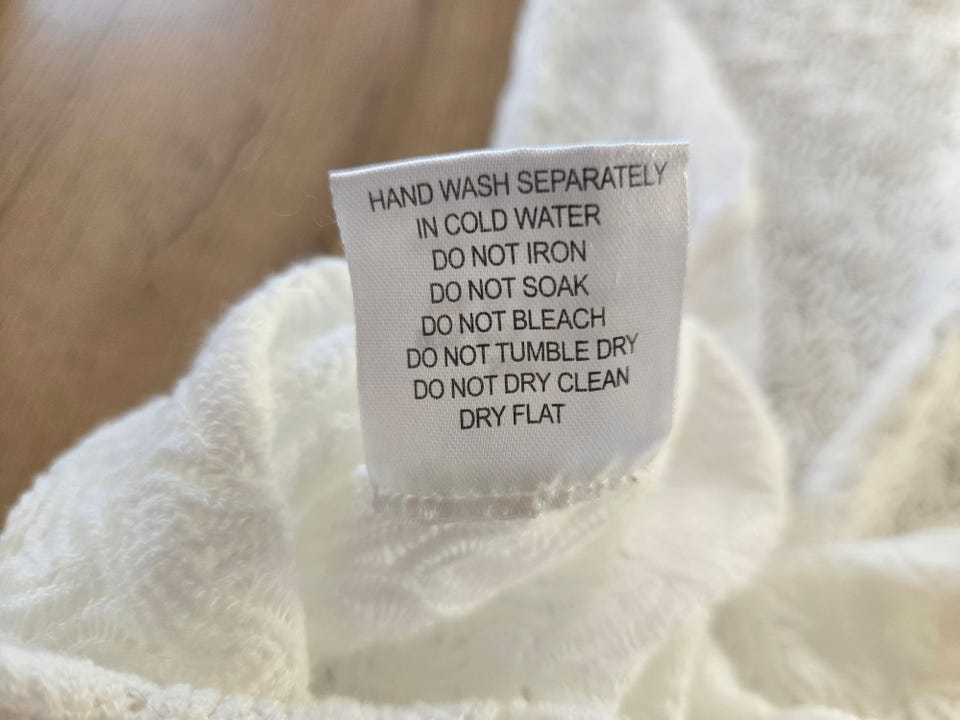 HAND WASH SEPARATELY
IN COLD WATER
DO NOT IRON
DO NOT SOAK
DO NOT BLEACH
DO NOT TUMBLE DRY
DO NOT DRY CLEAN
DRY FLAT